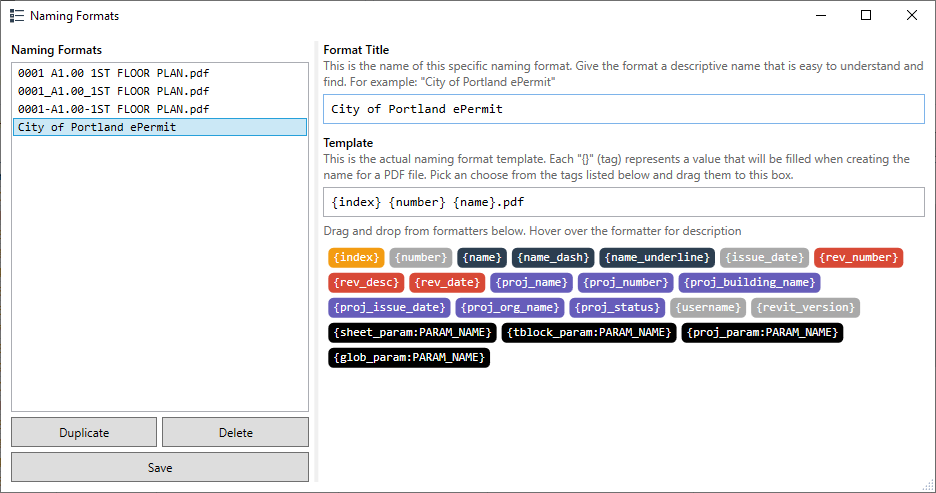 Naming Formats
Naming Formats
0001 A1.00 1ST FLOOR PLAN.pdf
0001_A1.00_1ST FLOOR PLAN.pdf
0001-A1.00-1ST FLOOR PLAN.pdf
City of Portland ePermit
Duplicate
Delete
Save
Format Title
This is the name of this specific naming format. Give the format a descriptive name that is easy to understand and
find. For example: "City of Portland ePermit"
City of Portland ePermit
Template
This is the actual naming format template. Each "{}" (tag) represents a value that will be filled when creating the
name for a PDF file. Pick an choose from the tags listed below and drag them to this box.
{index} {number} {name}.pdf
Drag and drop from formatters below. Hover over the formatter for description
{index} {number} {name} {name_dash} {name_underline} {issue_date} {rev_number}
{rev_desc} {rev_date} {proj_name} {proj_number} {proj_building_name}
{proj_issue_date} {proj_org_name} {proj_status} {username} {revit_version}
{sheet_param:PARAM_NAME} {tblock_param:PARAM_NAME} {proj_param:PARAM_NAME}
{glob_param:PARAM_NAME}